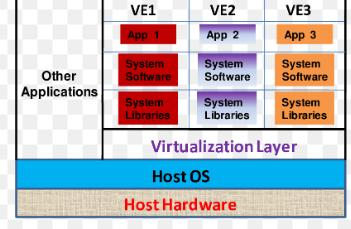 VE1 VE2 VE3
App 1 App 2 App 3
System System System
Software Software Software
Other
Applications
System System System
Libraries Libraries Libraries
Virtualization Layer
Host OS
Host Hardware